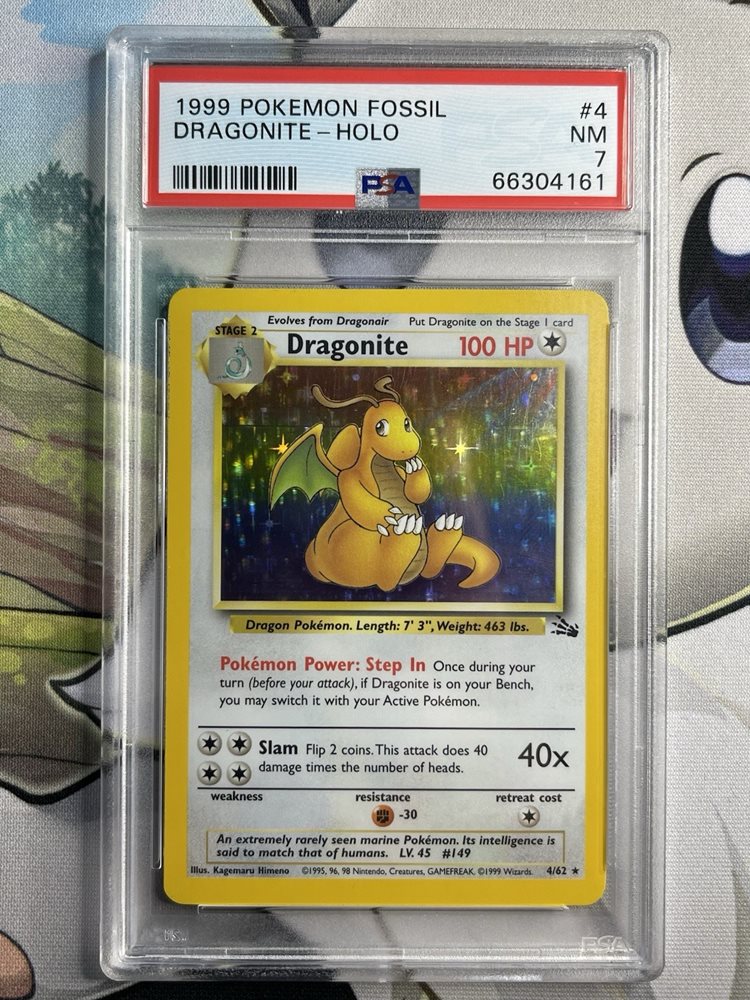 1999 POKEMON FOSSIL #4
DRAGONITE – HOLO NM
7
PSA 66304161
Evolves from Dragonair Put Dragonite on the Stage 1 card
STAGE 2
Dragonite 100 HP
Dragon Pokémon. Length: 7' 3", Weight: 463 lbs.
Pokémon Power: Step In Once during your
turn (before your attack), if Dragonite is on your Bench,
you may switch it with your Active Pokémon.
Slam Flip 2 coins. This attack does 40
damage times the number of heads.
40x
weakness resistance retreat cost
-30
An extremely rarely seen marine Pokémon. Its intelligence is
said to match that of humans. LV. 45 #149
Illus. Kagemaru Himeno ©1995, 96, 98 Nintendo, Creatures, GAMEFREAK. ©1999 Wizards. 4/62 ★
PSA